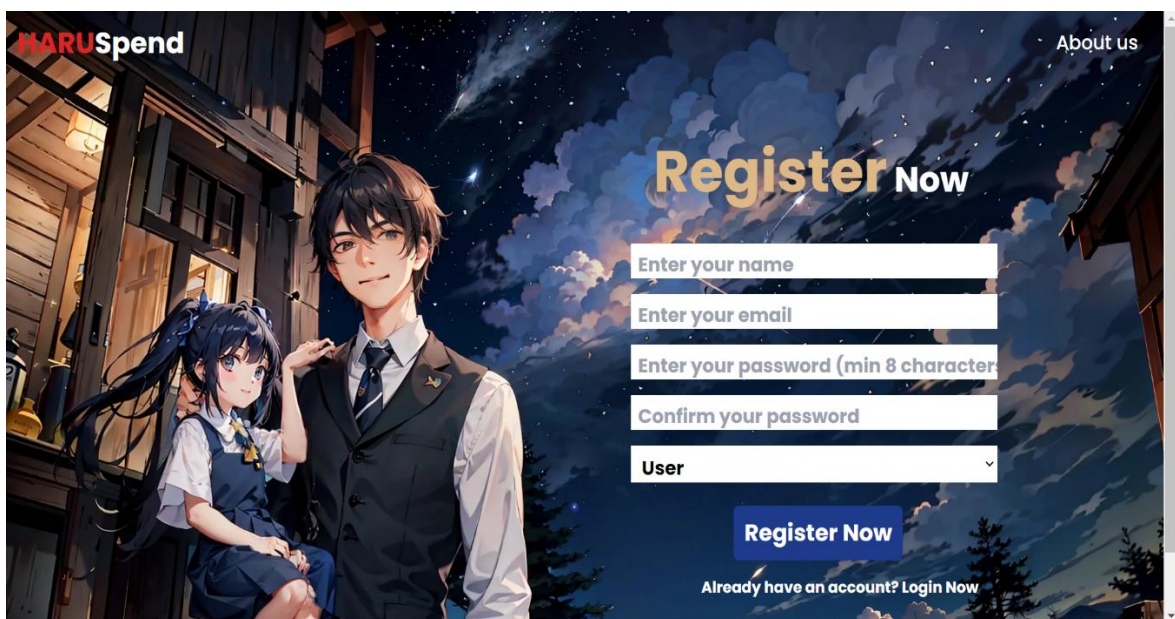 HARUSpend
About us
Register Now
Enter your name
Enter your email
Enter your password (min 8 characters
Confirm your password
User
Register Now
Already have an account? Login Now